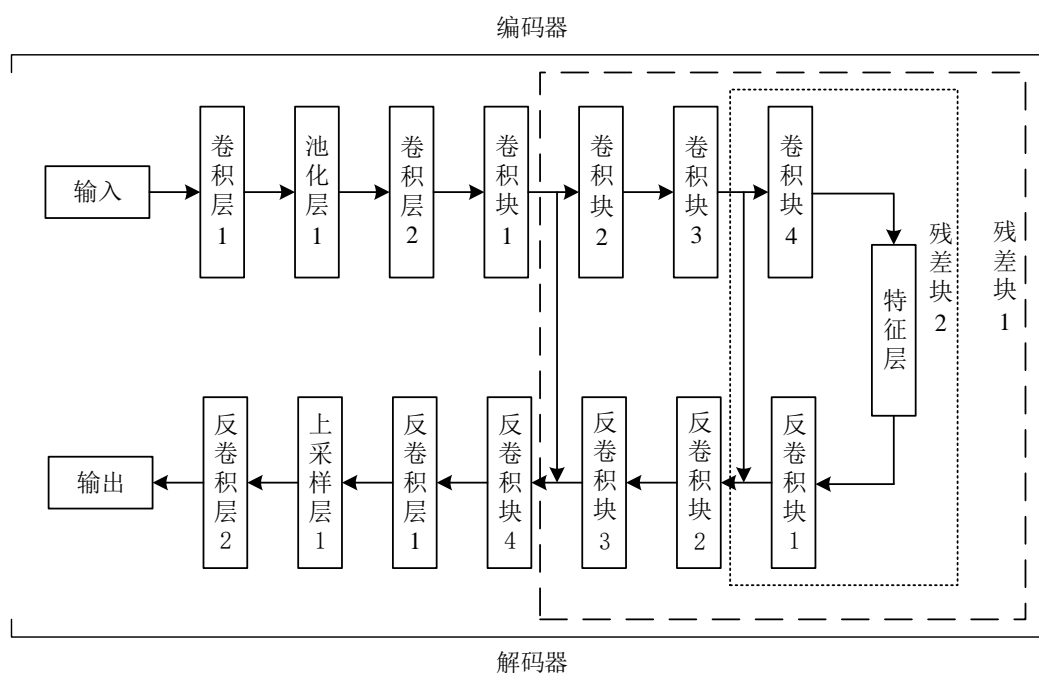 编码器
输入
卷积层1
池化层1
卷积层2
卷积块1
卷积块2
卷积块3
卷积块4
特征层
残差块2
残差块1
输出
反卷积层2
上采样层1
反卷积层1
反卷积块4
反卷积块3
反卷积块2
反卷积块1
解码器